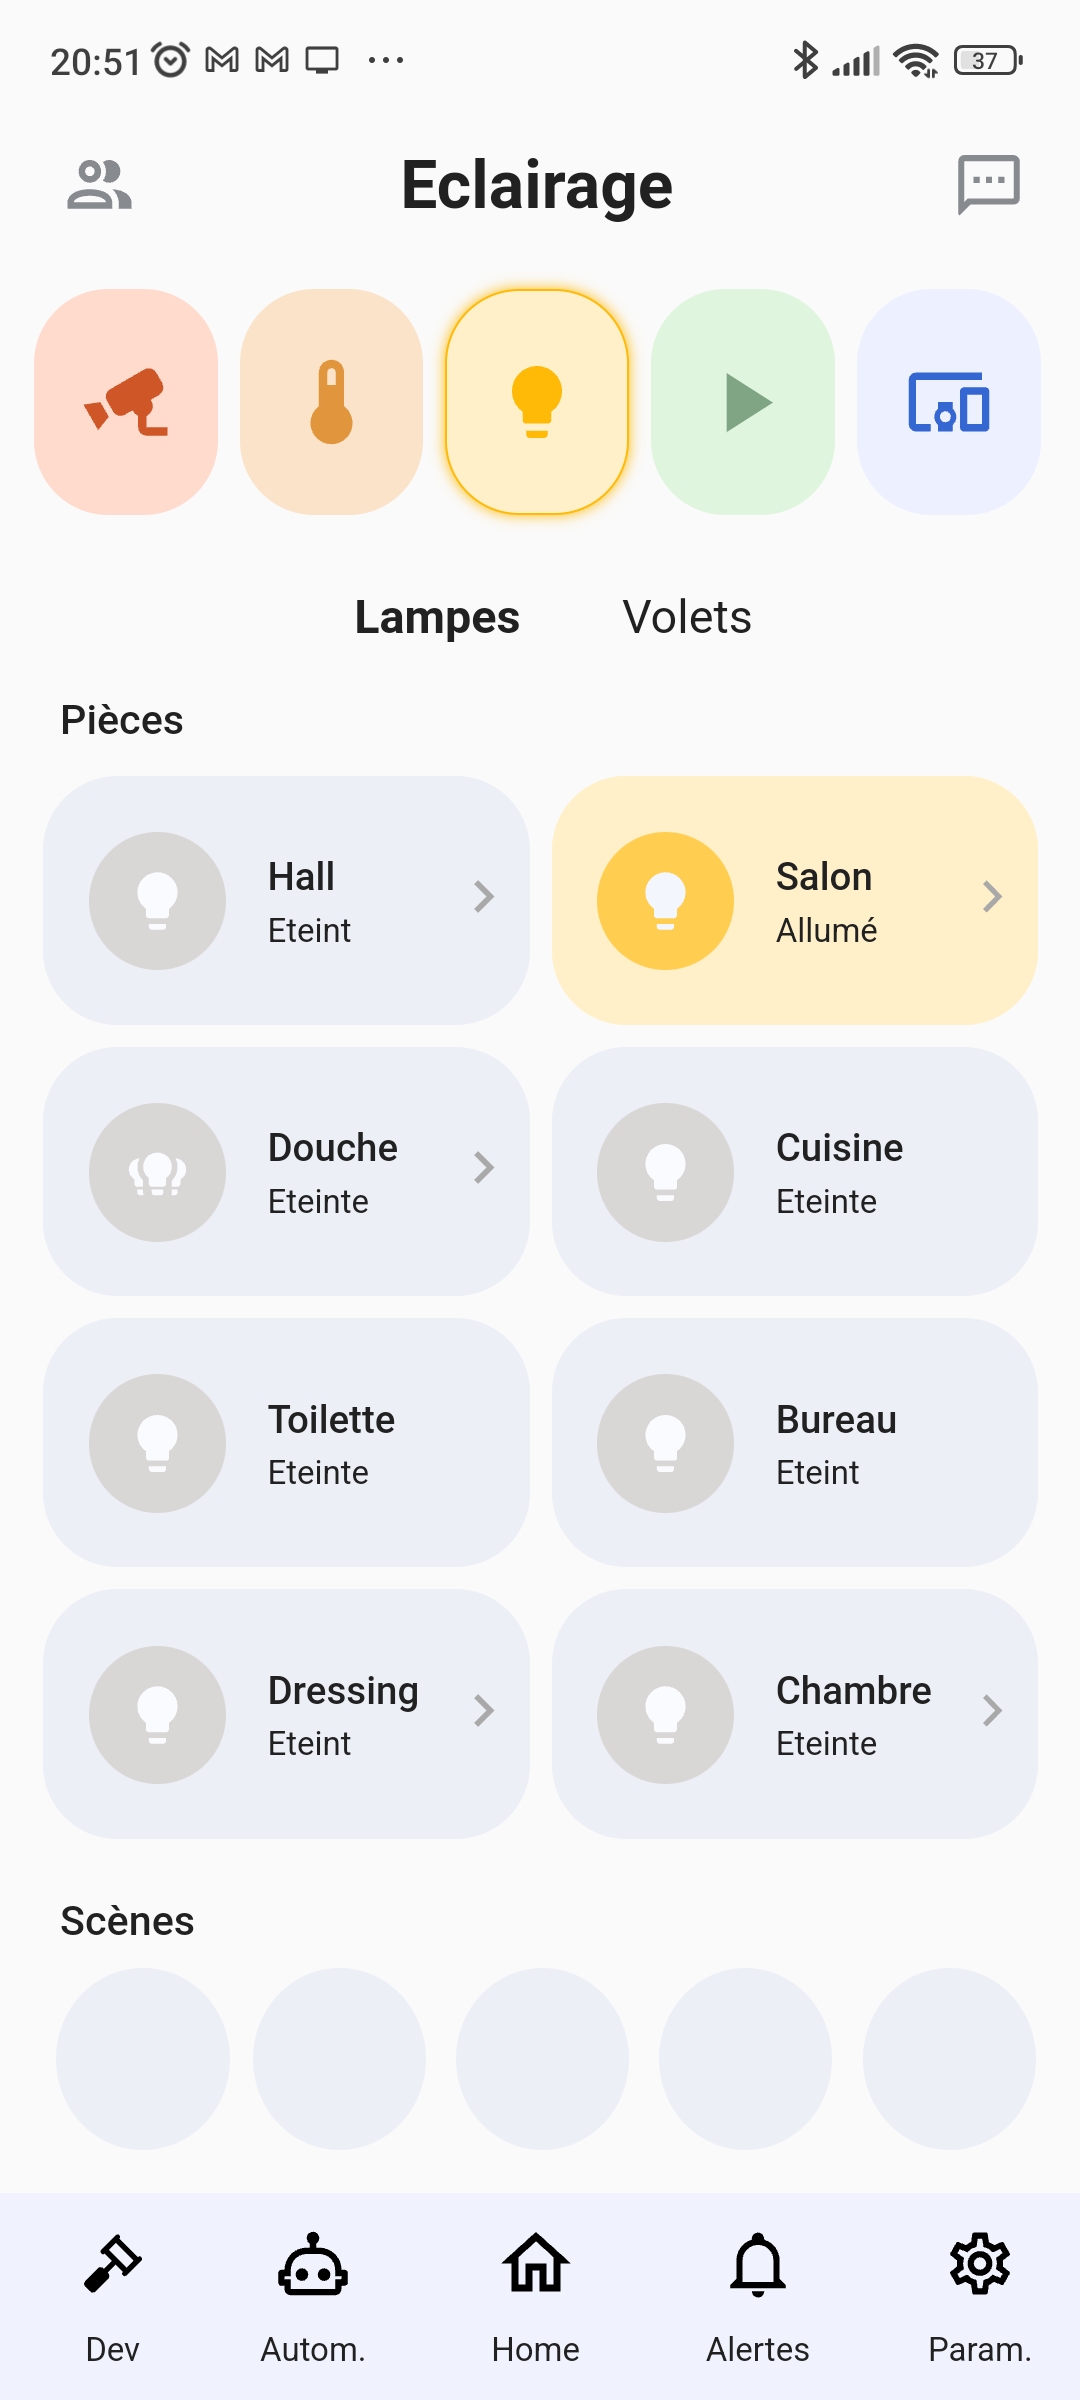 20:51 37
Eclairage
Lampes Volets
Pièces
Hall
Eteint
Salon
Allumé
Douche
Eteinte
Cuisine
Eteinte
Toilette
Eteinte
Bureau
Eteint
Dressing
Eteint
Chambre
Eteinte
Scènes
Dev Autom. Home Alertes Param.